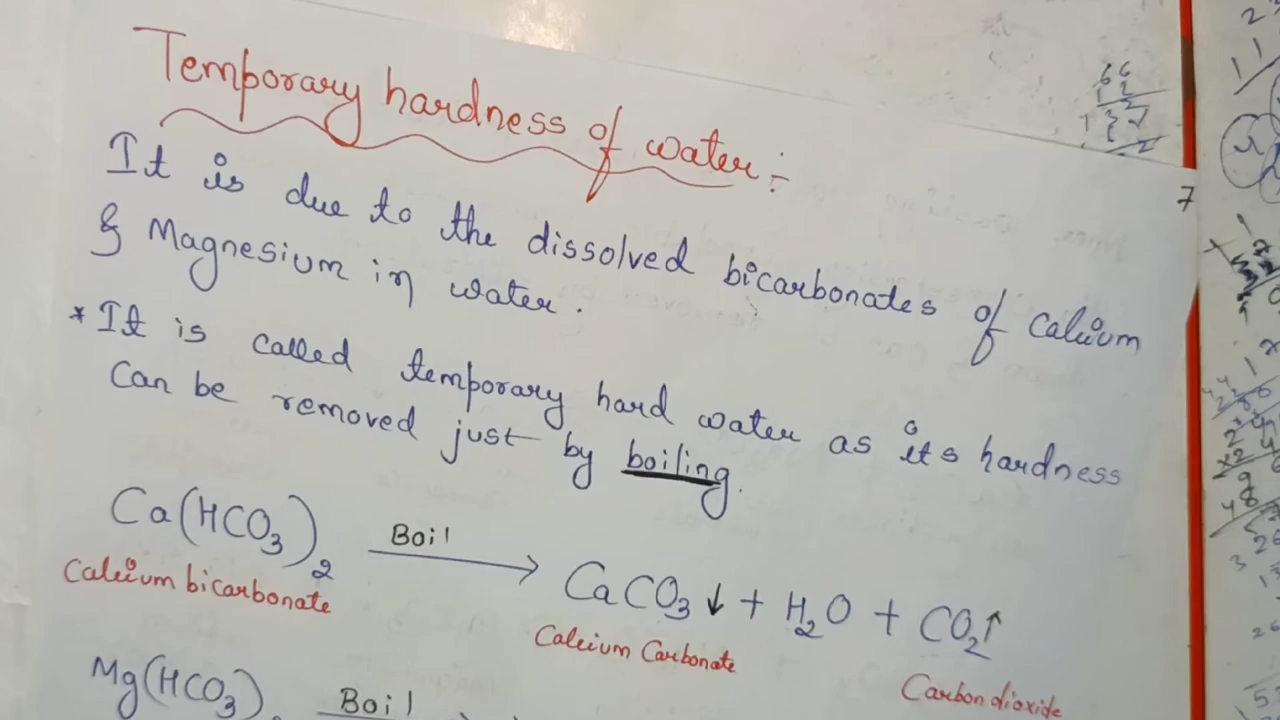 Temporary hardness of water :-
It is due to the dissolved bicarbonates of calcium
& Magnesium in water.
* It is called temporary hard water as its hardness
Can be removed just by boiling.
Ca(HCO₃)₂ Boil → CaCO₃↓ + H₂O + CO₂↑
Calcium bicarbonate Calcium Carbonate Carbon dioxide
Mg(HCO₃) Boil
7